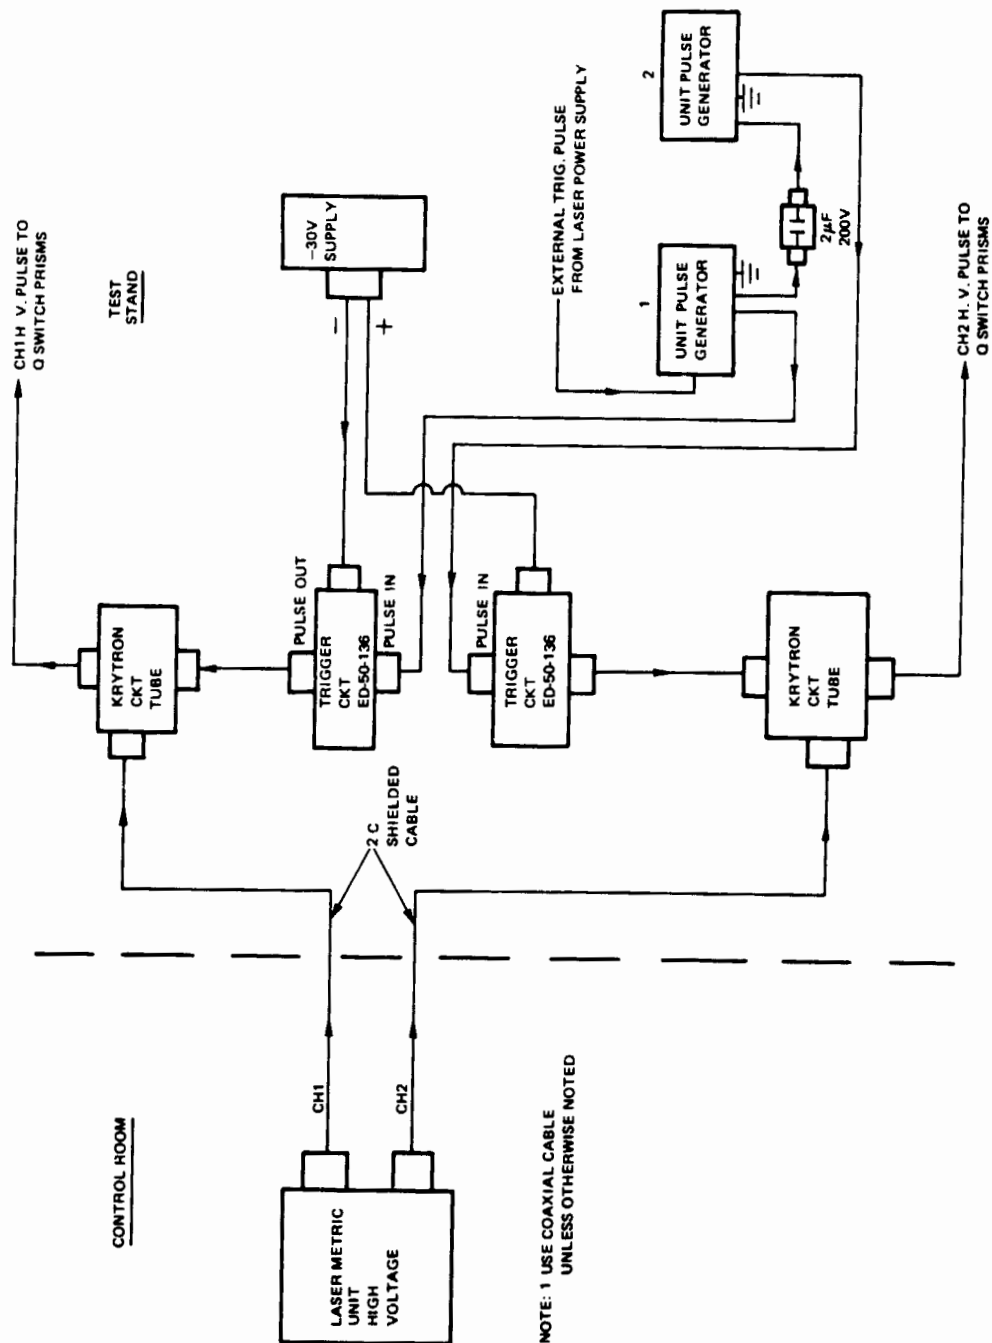 CONTROL ROOM
LASER METRIC
UNIT
HIGH
VOLTAGE
CH1
CH2
NOTE: 1 USE COAXIAL CABLE
UNLESS OTHERWISE NOTED
2 C
SHIELDED
CABLE
TEST
STAND
CH1 H V. PULSE TO
Q SWITCH PRISMS
KRYTRON
CKT
TUBE
PULSE OUT
TRIGGER
CKT
ED-50-136
PULSE IN
−30V
SUPPLY
−
+
PULSE IN
TRIGGER
CKT
ED-50-136
KRYTRON
CKT
TUBE
EXTERNAL TRIG. PULSE
FROM LASER POWER SUPPLY
1
UNIT PULSE
GENERATOR
2μF
200V
2
UNIT PULSE
GENERATOR
CH2 H. V. PULSE TO
Q SWITCH PRISMS